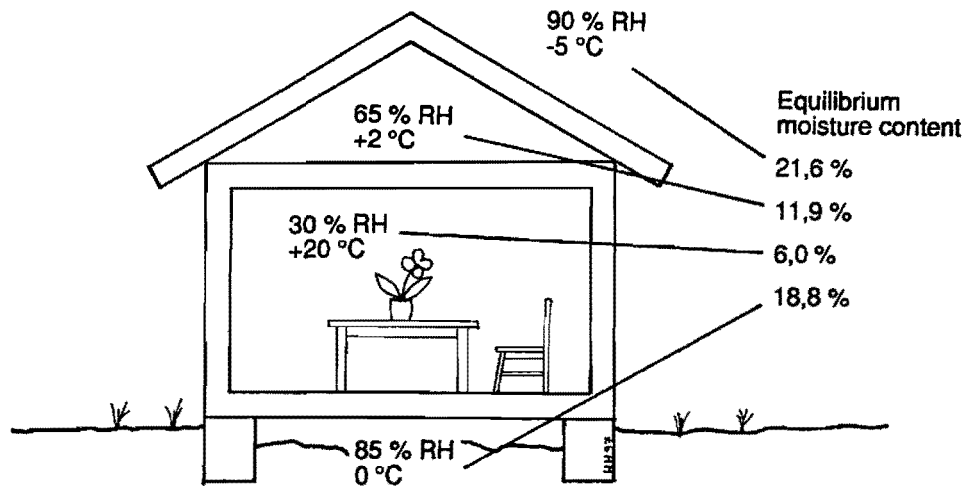 90 % RH
-5 °C
Equilibrium
moisture content
65 % RH
+2 °C
21,6 %
11,9 %
30 % RH
+20 °C
6,0 %
18,8 %
85 % RH
0 °C